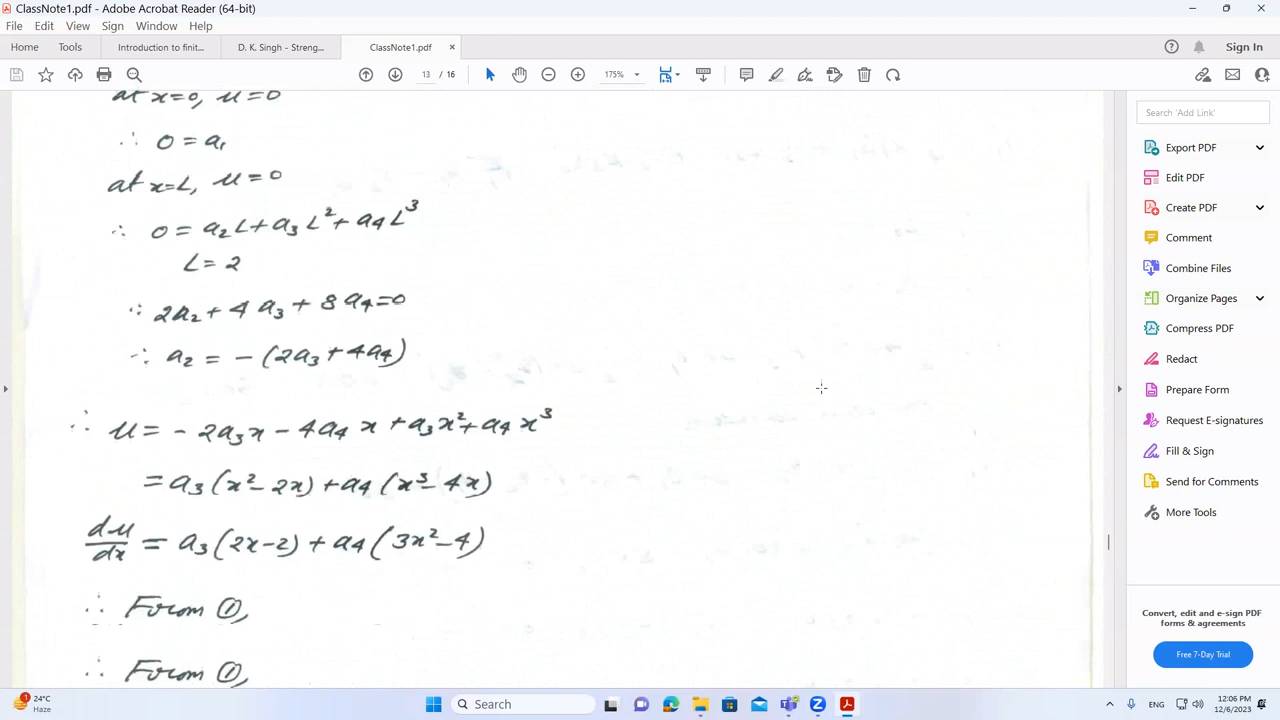 ClassNote1.pdf - Adobe Acrobat Reader (64-bit)
File Edit View Sign Window Help
Home Tools Introduction to finit... D. K. Singh - Streng... ClassNote1.pdf × Sign In
13 / 16 175%
at x=0, u=0
∴ 0 = a₁
at x=L, u=0
∴ 0 = a₂L + a₃L² + a₄L³
L = 2
∴ 2a₂ + 4a₃ + 8a₄=0
∴ a₂ = -(2a₃+4a₄)
∴ u = - 2a₃x - 4a₄x + a₃x² + a₄x³
= a₃(x²-2x) + a₄(x³-4x)
du/dx = a₃(2x-2) + a₄(3x²-4)
∴ From ①,
∴ From ①,
Search 'Add Link'
Export PDF
Edit PDF
Create PDF
Comment
Combine Files
Organize Pages
Compress PDF
Redact
Prepare Form
Request E-signatures
Fill & Sign
Send for Comments
More Tools
Convert, edit and e-sign PDF
forms & agreements
Free 7-Day Trial
1
24°C
Haze
Search
ENG
12:06 PM
12/6/2023